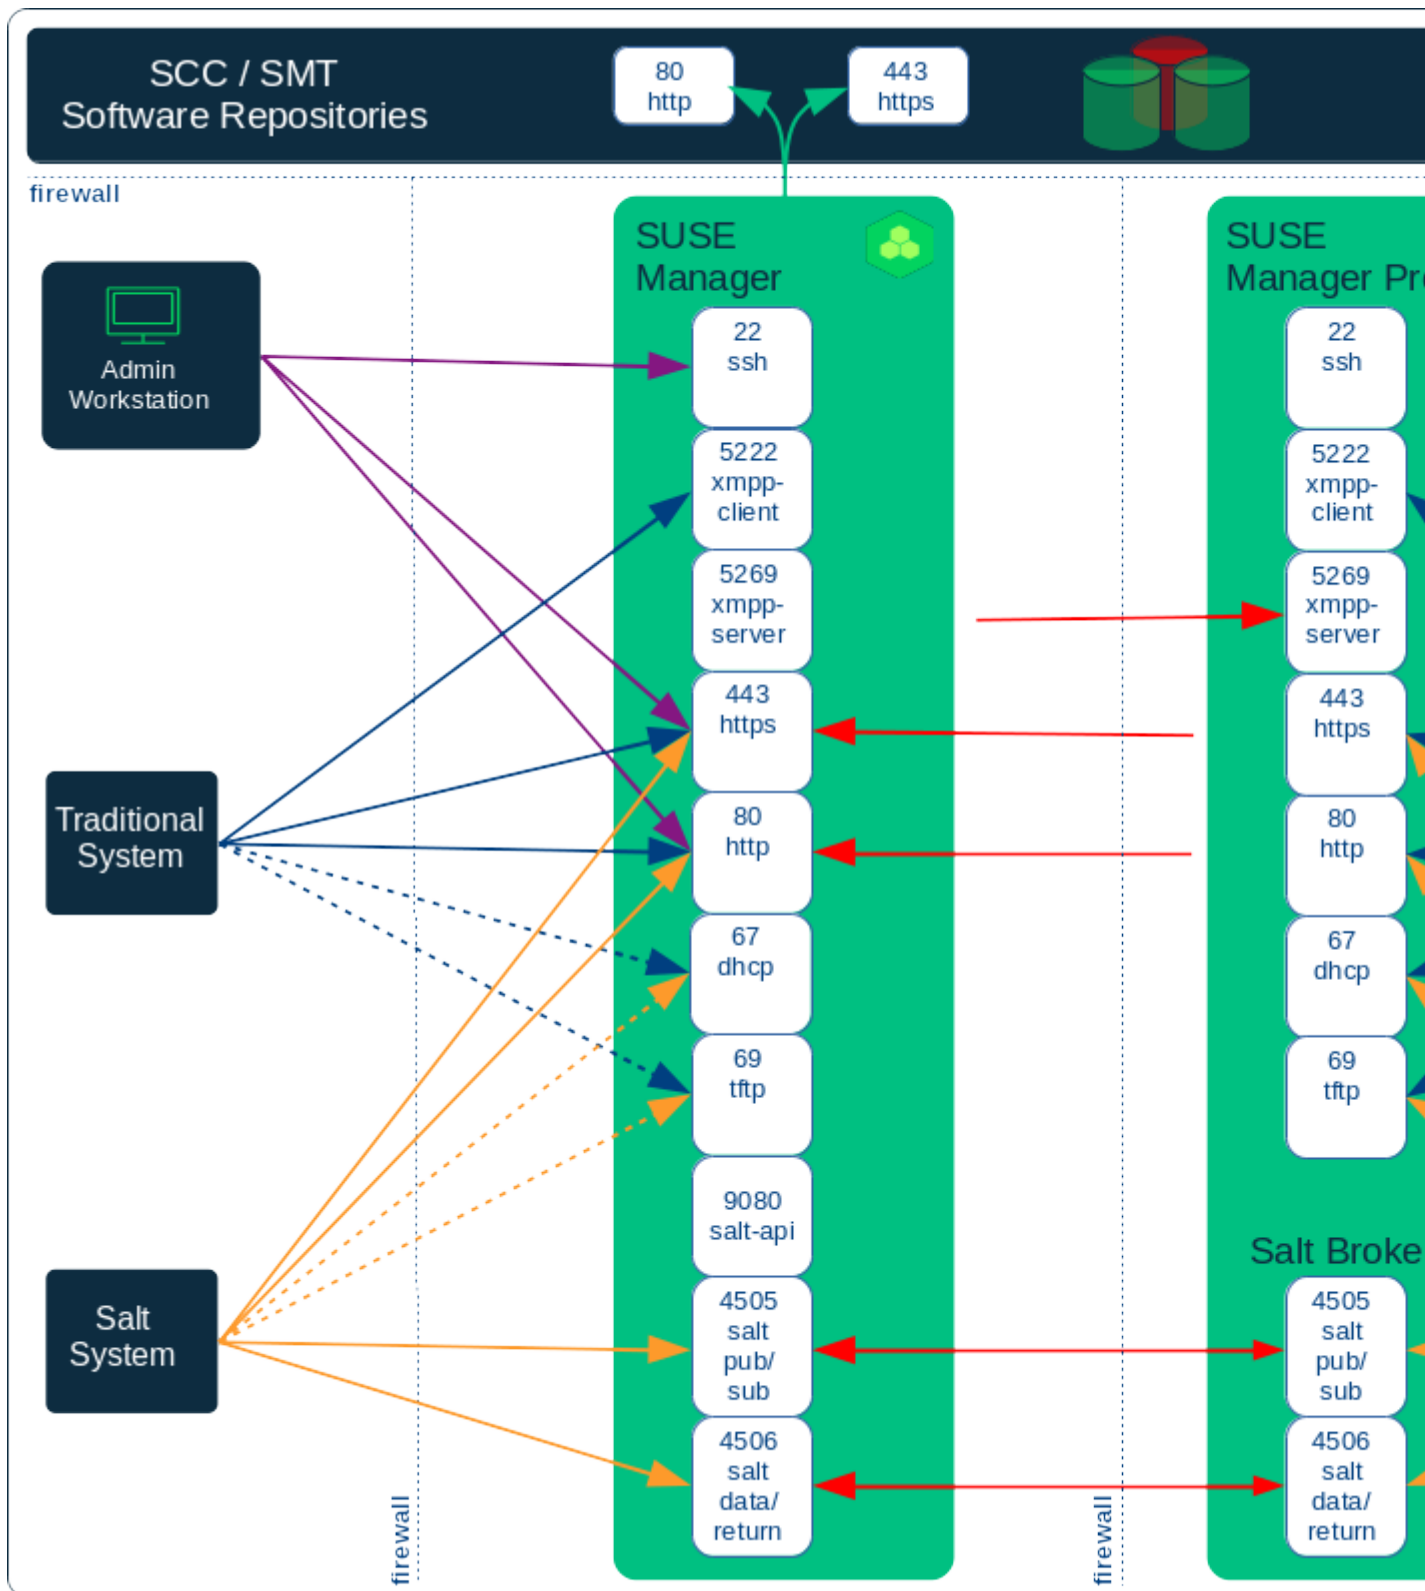 SCC / SMT
Software Repositories
80
http
443
https
firewall
Admin
Workstation
Traditional
System
Salt
System
firewall
SUSE
Manager
22
ssh
5222
xmpp-
client
5269
xmpp-
server
443
https
80
http
67
dhcp
69
tftp
9080
salt-api
4505
salt
pub/
sub
4506
salt
data/
return
firewall
SUSE
Manager Pr
22
ssh
5222
xmpp-
client
5269
xmpp-
server
443
https
80
http
67
dhcp
69
tftp
Salt Broke
4505
salt
pub/
sub
4506
salt
data/
return